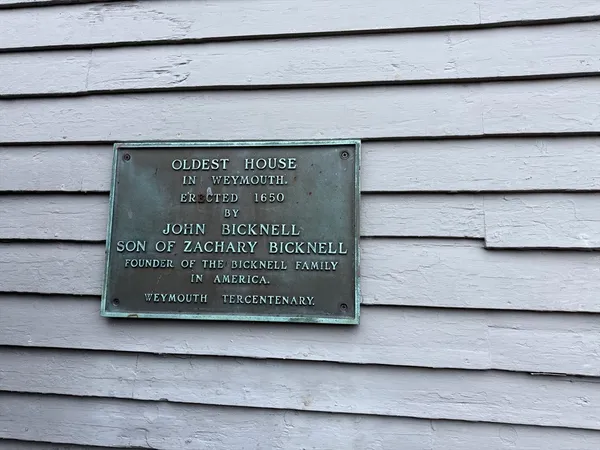 OLDEST HOUSE
IN WEYMOUTH.
ERECTED 1650
BY
JOHN BICKNELL
SON OF ZACHARY BICKNELL
FOUNDER OF THE BICKNELL FAMILY
IN AMERICA.
WEYMOUTH TERCENTENARY.